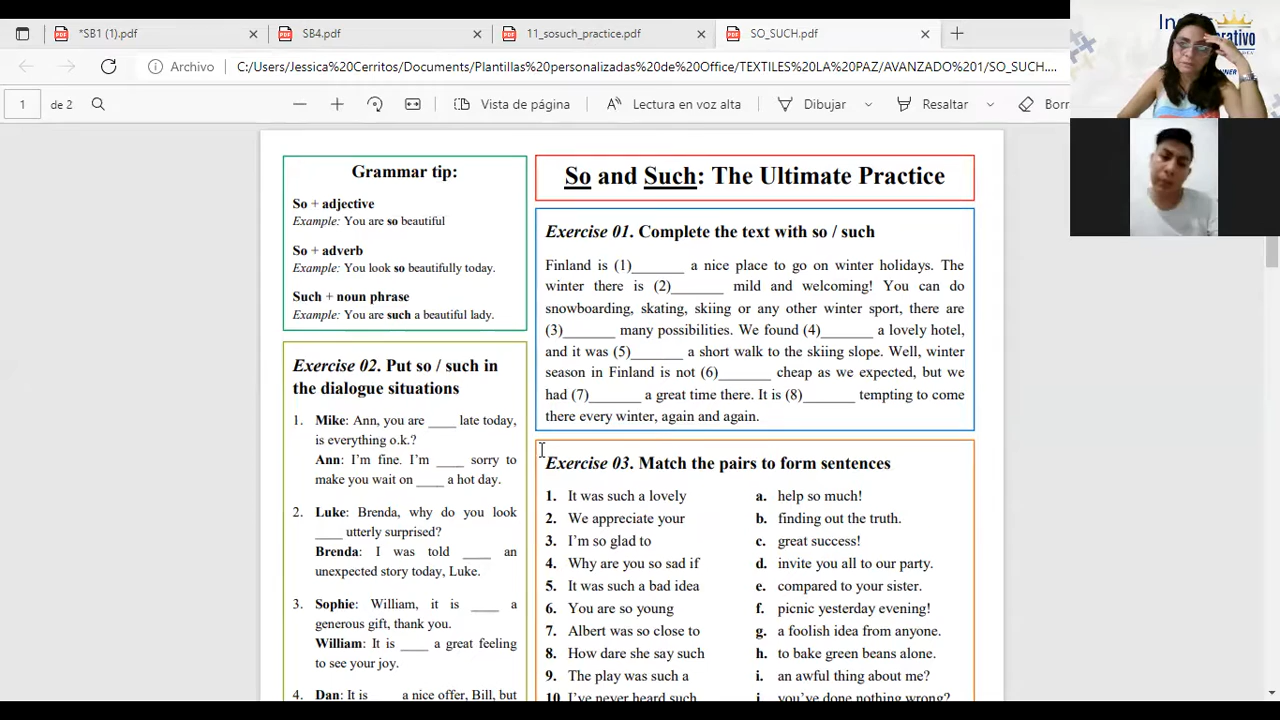 *SB1 (1).pdf
SB4.pdf
11_sosuch_practice.pdf
SO_SUCH.pdf
Archivo
C:/Users/Jessica%20Cerritos/Documents/Plantillas%20personalizadas%20de%20Office/TEXTILES%20LA%20PAZ/AVANZADO%201/SO_SUCH....
1
de 2
Vista de página
Lectura en voz alta
Dibujar
Resaltar
Borr
Grammar tip:
So + adjective
Example: You are so beautiful
So + adverb
Example: You look so beautifully today.
Such + noun phrase
Example: You are such a beautiful lady.
So and Such: The Ultimate Practice
Exercise 01. Complete the text with so / such
Finland is (1)_______ a nice place to go on winter holidays. The
winter there is (2)_______ mild and welcoming! You can do
snowboarding, skating, skiing or any other winter sport, there are
(3)_______ many possibilities. We found (4)_______ a lovely hotel,
and it was (5)_______ a short walk to the skiing slope. Well, winter
season in Finland is not (6)_______ cheap as we expected, but we
had (7)_______ a great time there. It is (8)_______ tempting to come
there every winter, again and again.
Exercise 02. Put so / such in
the dialogue situations
1. Mike: Ann, you are ____ late today,
is everything o.k.?
Ann: I'm fine. I'm ____ sorry to
make you wait on ____ a hot day.
2. Luke: Brenda, why do you look
____ utterly surprised?
Brenda: I was told ____ an
unexpected story today, Luke.
3. Sophie: William, it is ____ a
generous gift, thank you.
William: It is ____ a great feeling
to see your joy.
4. Dan: It is ____ a nice offer, Bill, but
Exercise 03. Match the pairs to form sentences
1. It was such a lovely
2. We appreciate your
3. I'm so glad to
4. Why are you so sad if
5. It was such a bad idea
6. You are so young
7. Albert was so close to
8. How dare she say such
9. The play was such a
10. I've never heard such
a. help so much!
b. finding out the truth.
c. great success!
d. invite you all to our party.
e. compared to your sister.
f. picnic yesterday evening!
g. a foolish idea from anyone.
h. to bake green beans alone.
i. an awful thing about me?
j. you've done nothing wrong?